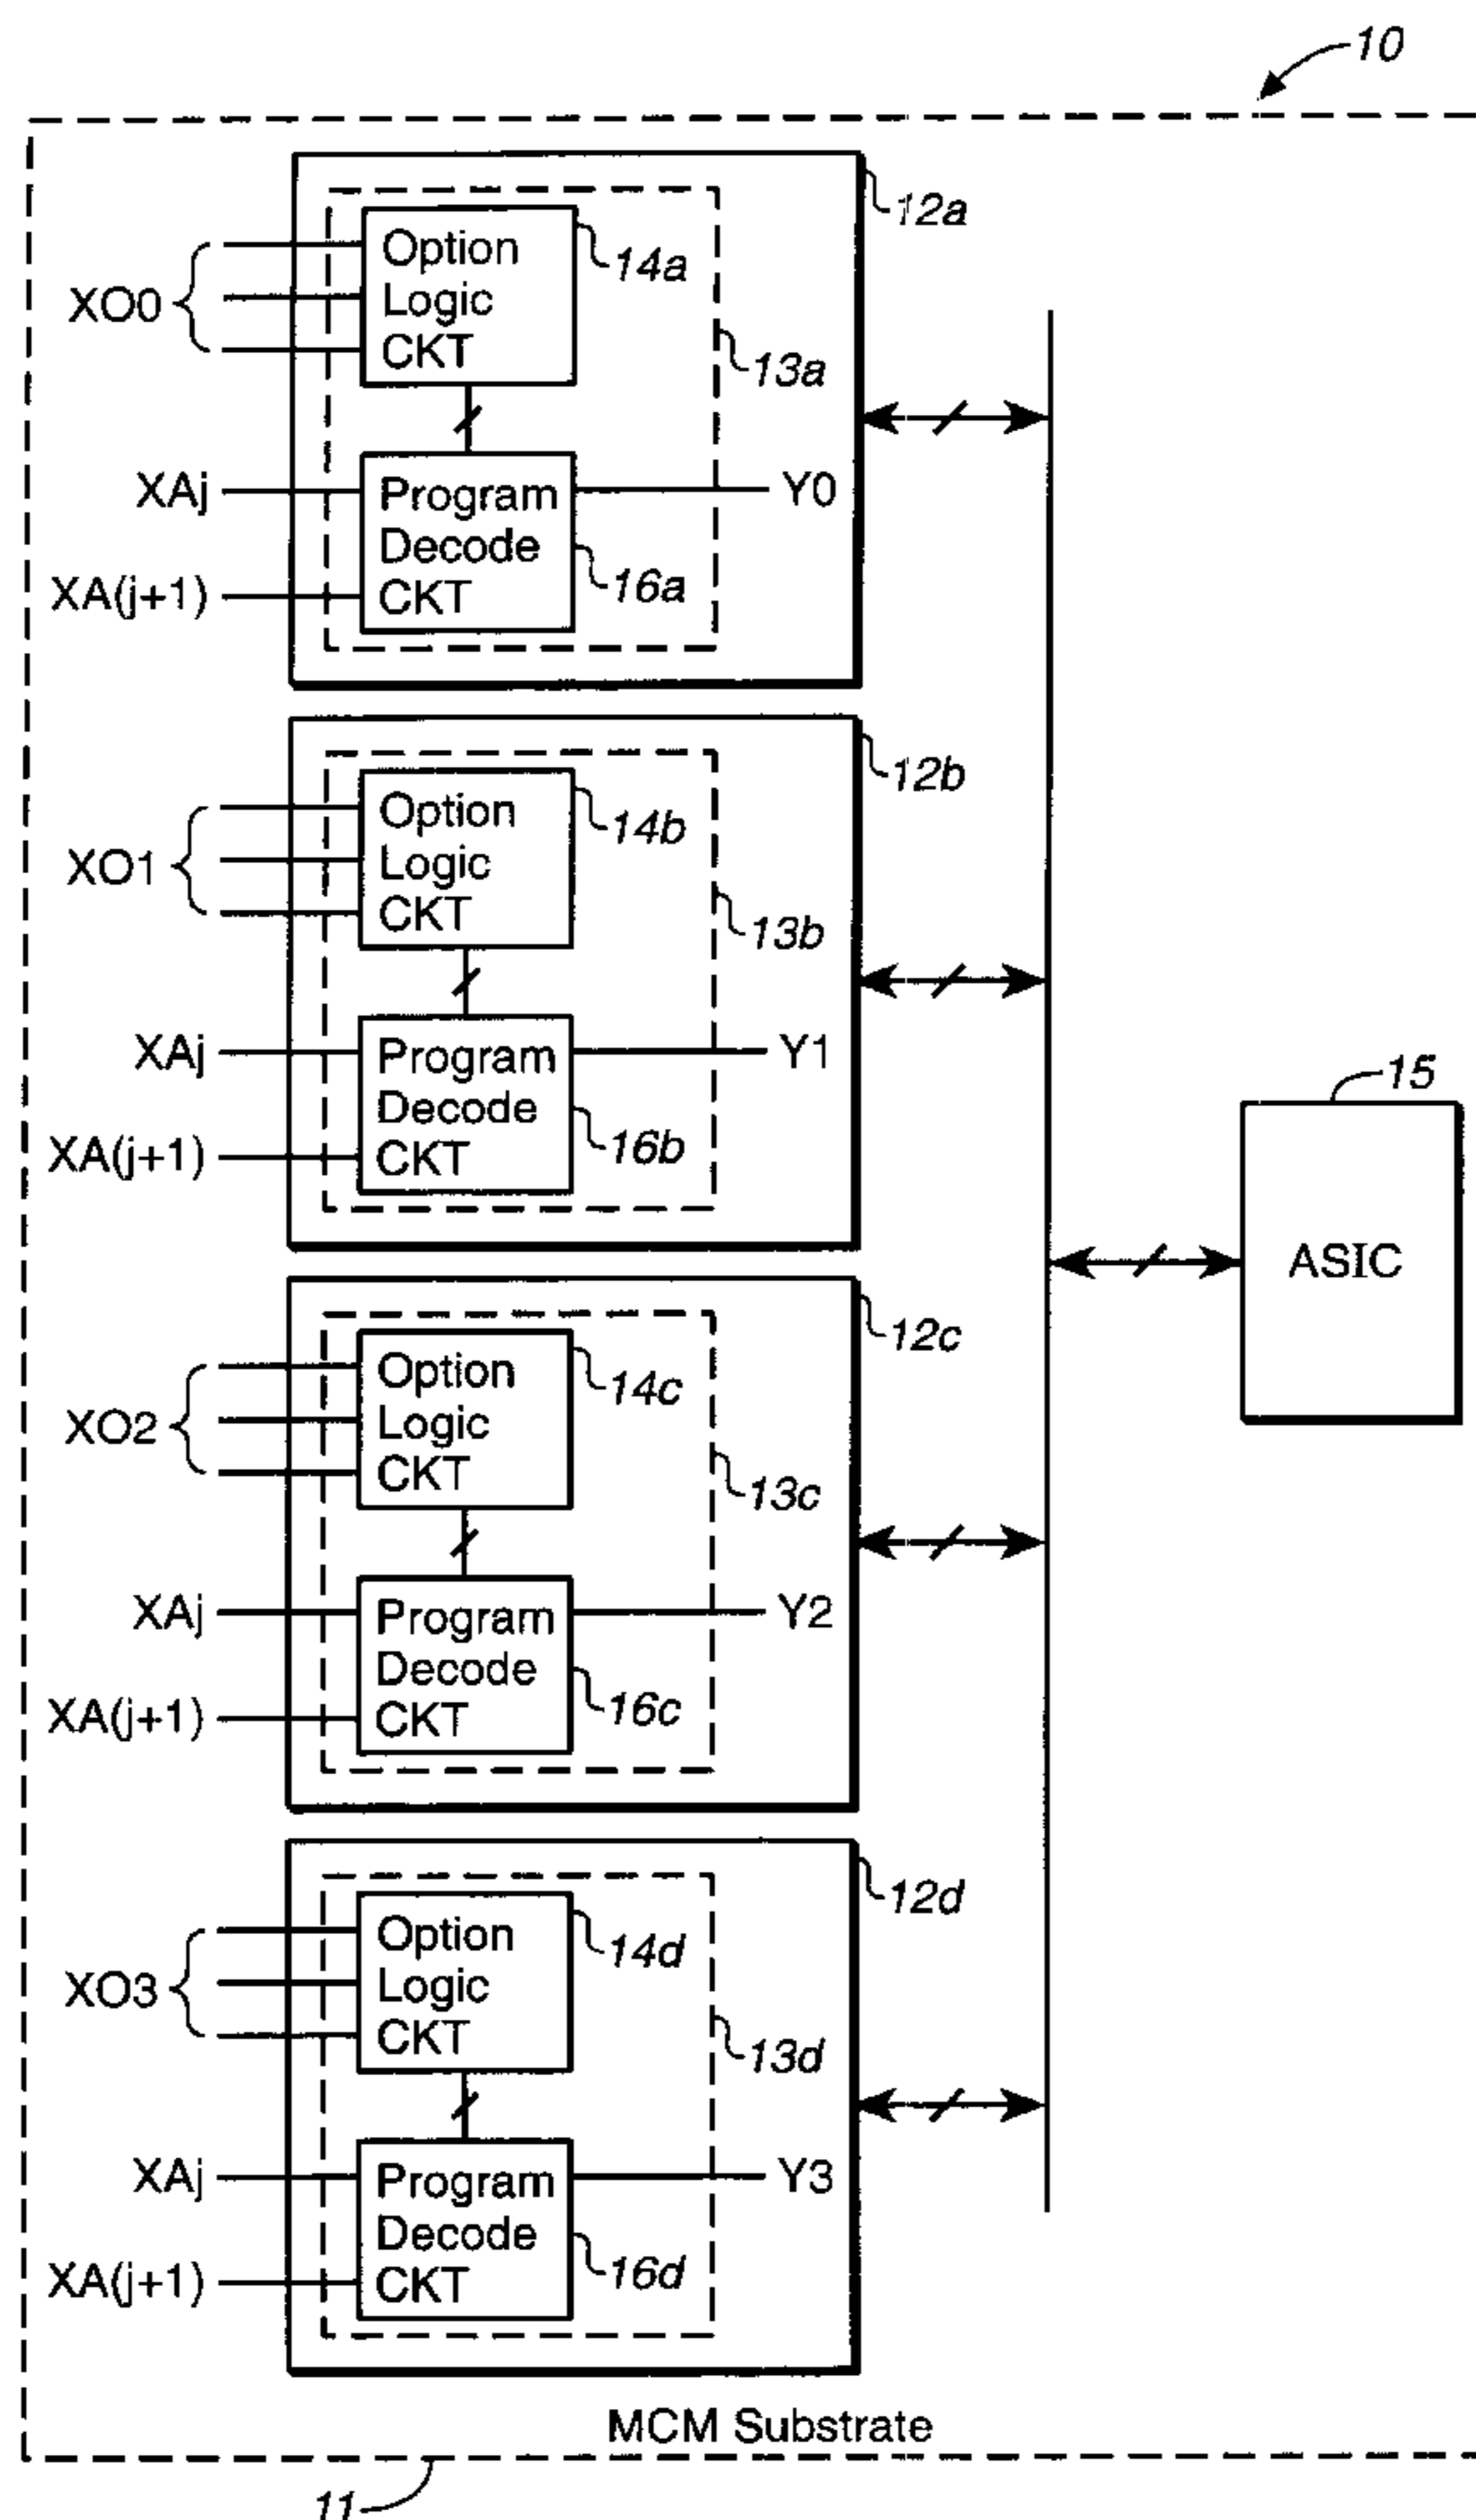 10
12a
XO0
Option
Logic
CKT
14a
13a
XAj
Program
Decode
CKT
Y0
XA(j+1)
16a
12b
XO1
Option
Logic
CKT
14b
13b
XAj
Program
Decode
CKT
Y1
XA(j+1)
16b
15
ASIC
12c
XO2
Option
Logic
CKT
14c
13c
XAj
Program
Decode
CKT
Y2
XA(j+1)
16c
12d
XO3
Option
Logic
CKT
14d
13d
XAj
Program
Decode
CKT
Y3
XA(j+1)
16d
MCM Substrate
11